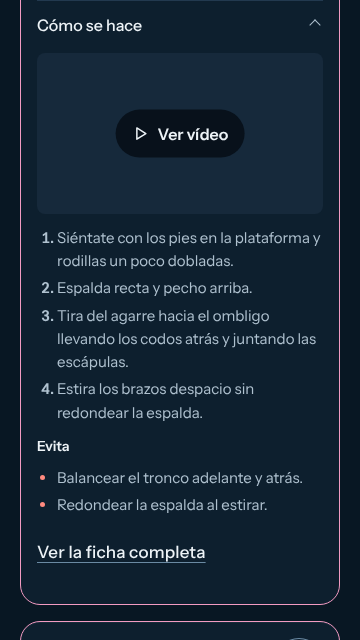 Cómo se hace
Ver vídeo
1. Siéntate con los pies en la plataforma y
rodillas un poco dobladas.
2. Espalda recta y pecho arriba.
3. Tira del agarre hacia el ombligo
llevando los codos atrás y juntando las
escápulas.
4. Estira los brazos despacio sin
redondear la espalda.
Evita
• Balancear el tronco adelante y atrás.
• Redondear la espalda al estirar.
Ver la ficha completa